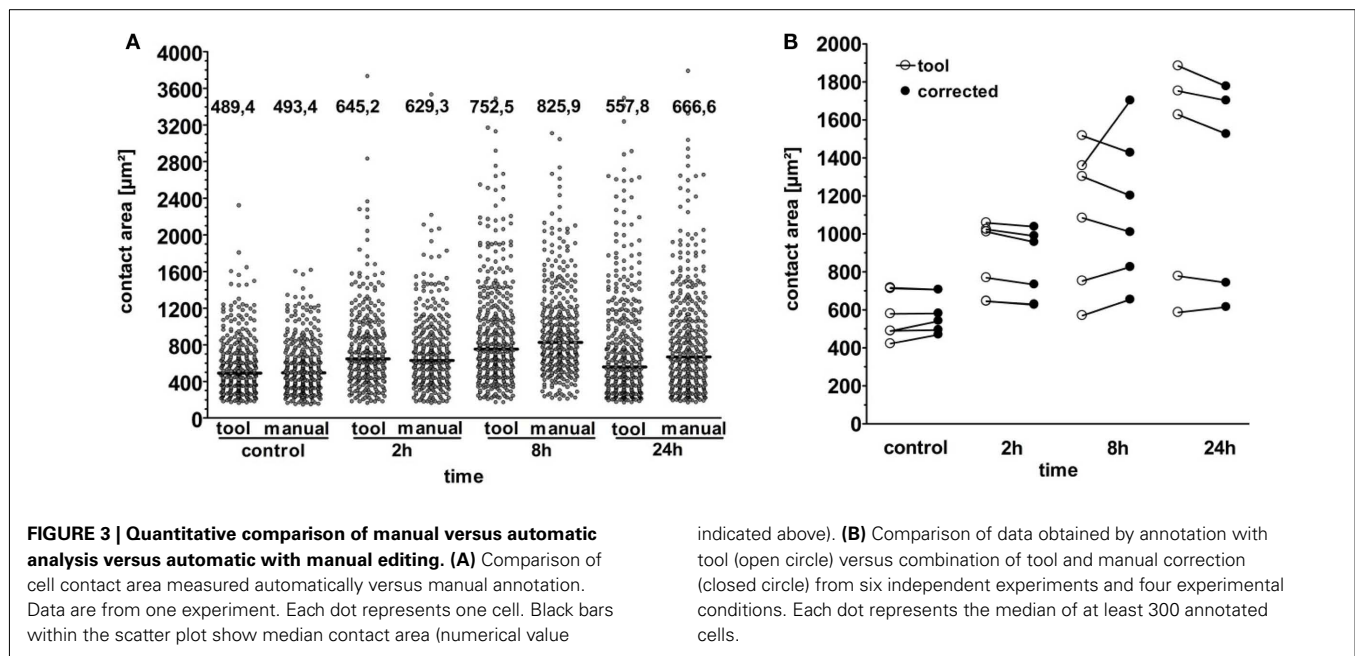 A
4000
3600
3200
2800
2400
2000
1600
1200
800
400
0
contact area [µm²]
489,4 493,4 645,2 629,3 752,5 825,9 557,8 666,6
tool manual tool manual tool manual tool manual
control 2h 8h 24h
time
B
2000
1800
1600
1400
1200
1000
800
600
400
200
0
contact area [µm²]
tool
corrected
control 2h 8h 24h
time
FIGURE 3 | Quantitative comparison of manual versus automatic
analysis versus automatic with manual editing. (A) Comparison of
cell contact area measured automatically versus manual annotation.
Data are from one experiment. Each dot represents one cell. Black bars
within the scatter plot show median contact area (numerical value
indicated above). (B) Comparison of data obtained by annotation with
tool (open circle) versus combination of tool and manual correction
(closed circle) from six independent experiments and four experimental
conditions. Each dot represents the median of at least 300 annotated
cells.